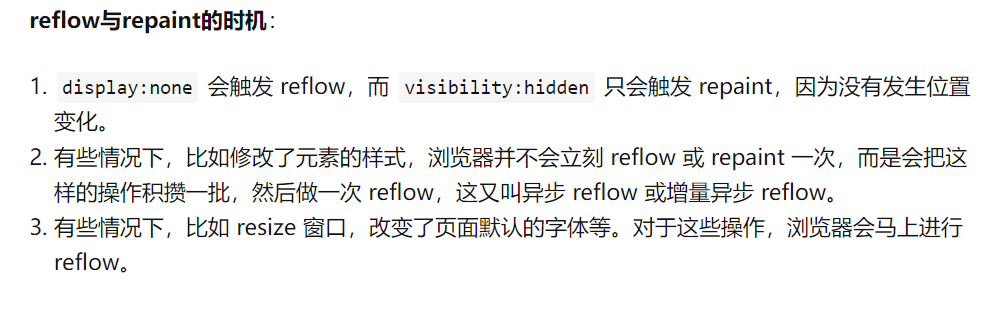 reflow与repaint的时机：
1. display:none 会触发 reflow，而 visibility:hidden 只会触发 repaint，因为没有发生位置
变化。
2. 有些情况下，比如修改了元素的样式，浏览器并不会立刻 reflow 或 repaint 一次，而是会把这
样的操作积攒一批，然后做一次 reflow，这又叫异步 reflow 或增量异步 reflow。
3. 有些情况下，比如 resize 窗口，改变了页面默认的字体等。对于这些操作，浏览器会马上进行
reflow。